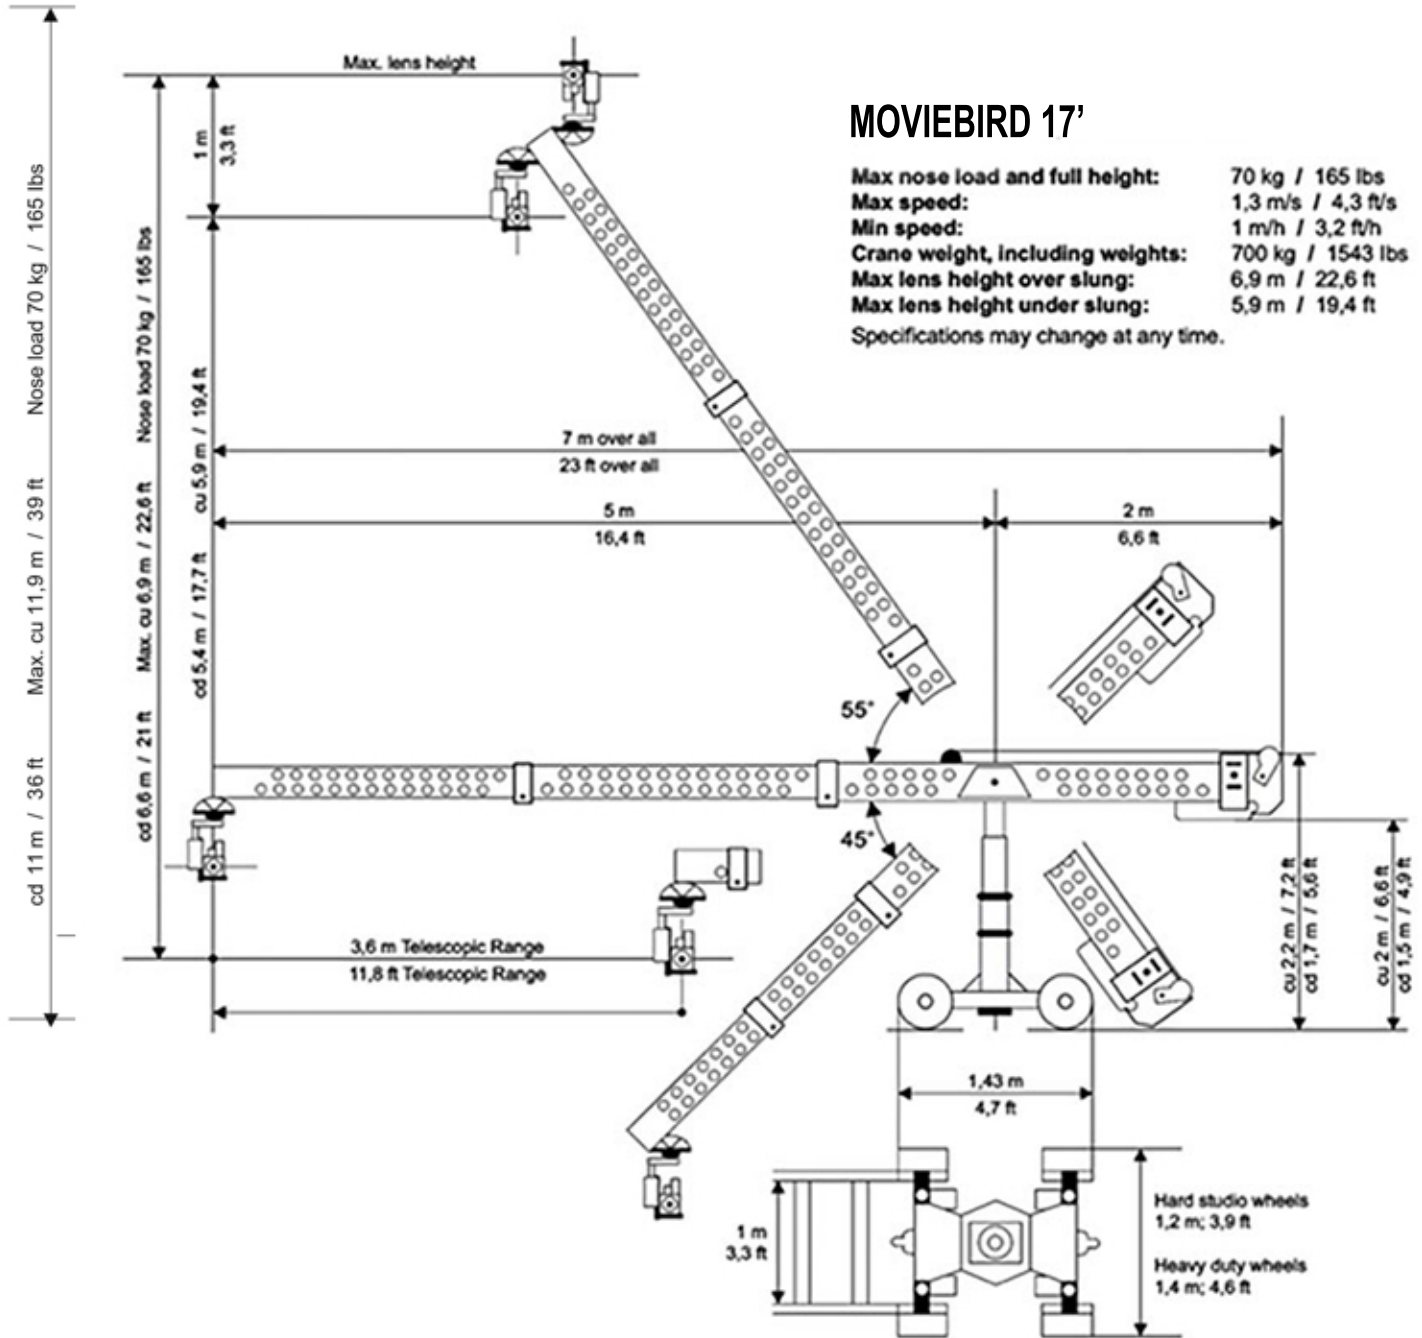 Max. lens height
1 m
3,3 ft
MOVIEBIRD 17’
Max nose load and full height: 70 kg / 165 lbs
Max speed: 1,3 m/s / 4,3 ft/s
Min speed: 1 m/h / 3,2 ft/h
Crane weight, including weights: 700 kg / 1543 lbs
Max lens height over slung: 6,9 m / 22,6 ft
Max lens height under slung: 5,9 m / 19,4 ft
Specifications may change at any time.
cd 11 m / 36 ft Max. cu 11,9 m / 39 ft Nose load 70 kg / 165 lbs
cd 6,6 m / 21 ft Max. cu 6,9 m / 22,6 ft Nose load 70 kg / 165 lbs
cd 5,4 m / 17,7 ft cu 5,9 m / 19,4 ft
7 m over all
23 ft over all
5 m
16,4 ft
2 m
6,6 ft
55°
45°
3,6 m Telescopic Range
11,8 ft Telescopic Range
cu 2,2 m / 7,2 ft
cd 1,7 m / 5,6 ft
cu 2 m / 6,6 ft
cd 1,5 m / 4,9 ft
1,43 m
4,7 ft
1 m
3,3 ft
Hard studio wheels
1,2 m; 3,9 ft
Heavy duty wheels
1,4 m; 4,6 ft